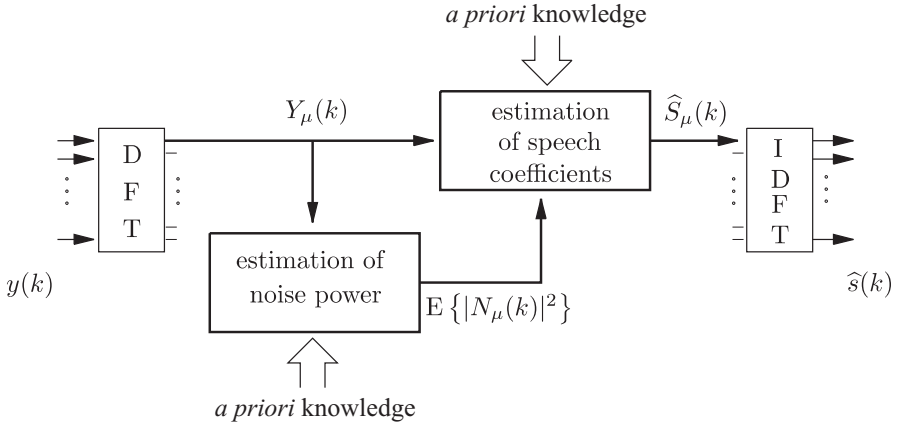 a priori knowledge
Y_μ(k)
estimation
of speech
coefficients
Ŝ_μ(k)
D
F
T
I
D
F
T
estimation of
noise power
y(k)
E {|N_μ(k)|²}
ŝ(k)
a priori knowledge